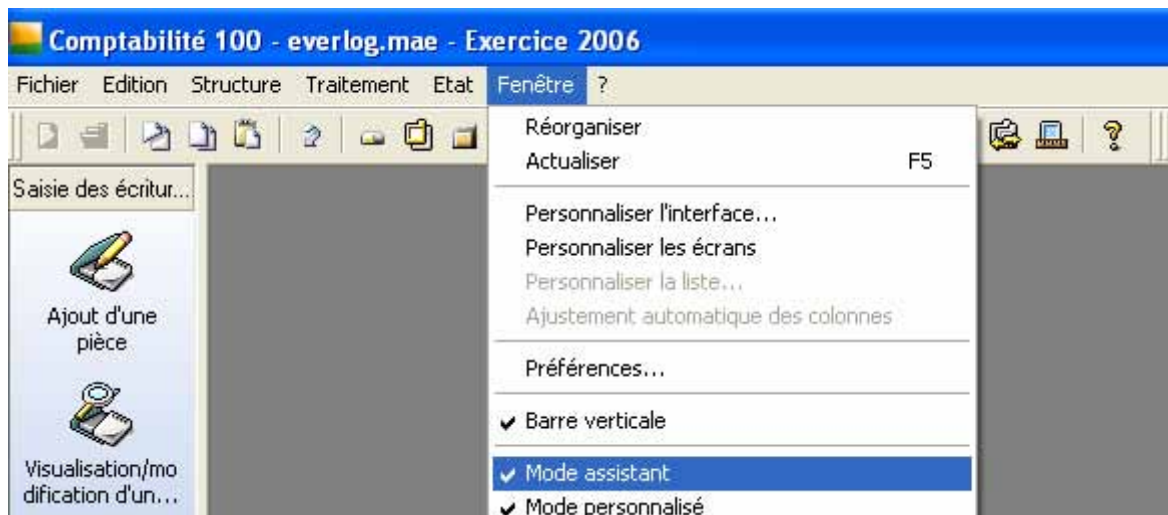 Comptabilité 100 - everlog.mae - Exercice 2006
Fichier Edition Structure Traitement Etat Fenêtre ?
Saisie des écritur...
Ajout d'une
pièce
Visualisation/mo
dification d'un...
Réorganiser
Actualiser F5
Personnaliser l'interface...
Personnaliser les écrans
Personnaliser la liste...
Ajustement automatique des colonnes
Préférences...
Barre verticale
Mode assistant
Mode personnalisé